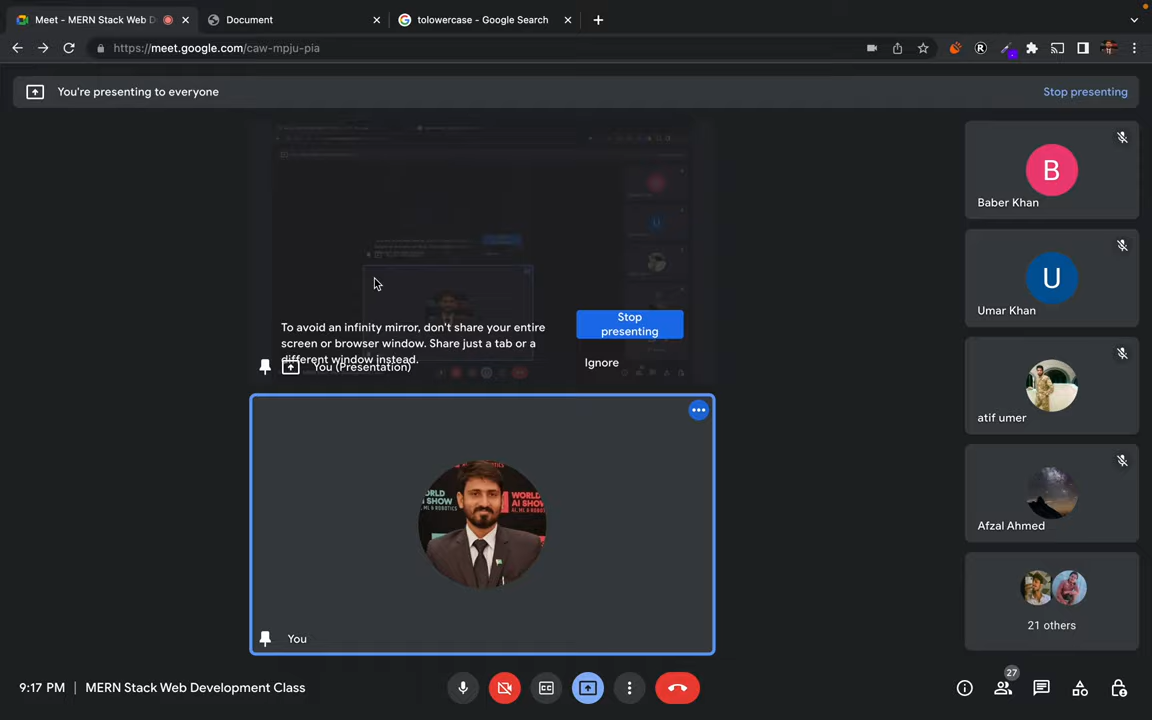 Meet - MERN Stack Web D
Document
tolowercase - Google Search
https://meet.google.com/caw-mpju-pia
You're presenting to everyone
Stop presenting
B
Baber Khan
To avoid an infinity mirror, don't share your entire
screen or browser window. Share just a tab or a
different window instead.
Stop
presenting
Ignore
You (Presentation)
U
Umar Khan
atif umer
WORLD
AI SHOW
AI, ML & ROBOTICS
You
Afzal Ahmed
21 others
9:17 PM | MERN Stack Web Development Class
27